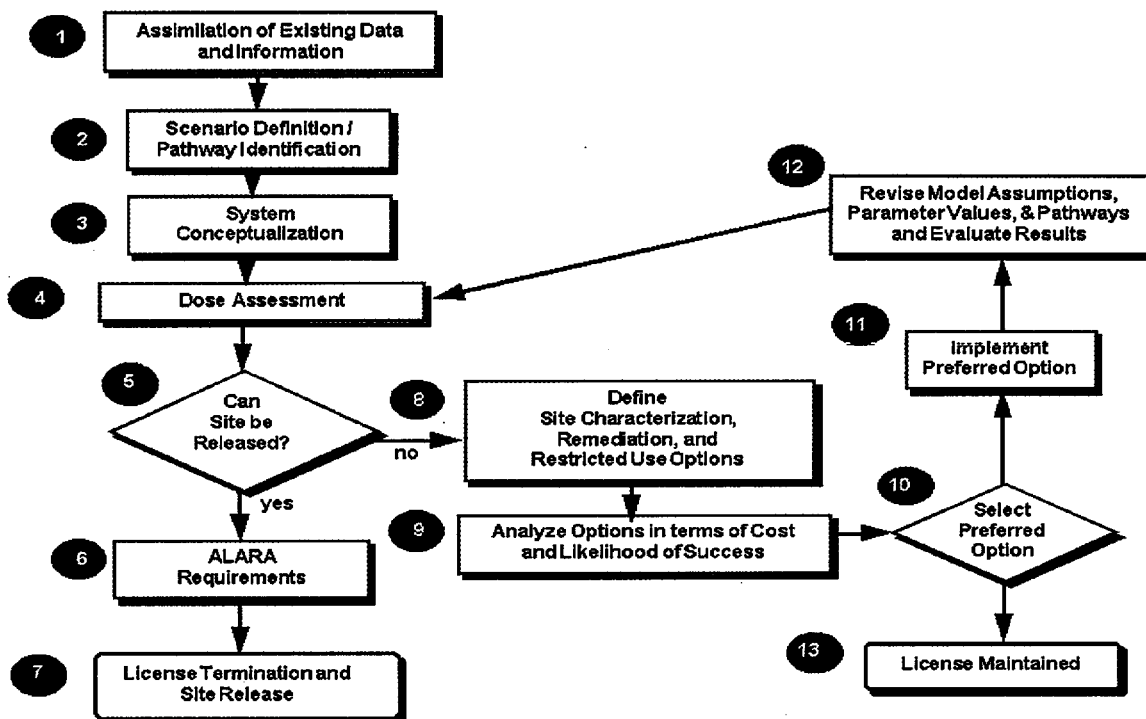 1
Assimilation of Existing Data
and Information
2
Scenario Definition /
Pathway Identification
3
System
Conceptualization
4
Dose Assessment
5
Can
Site be
Released?
no
yes
6
ALARA
Requirements
7
License Termination and
Site Release
8
Define
Site Characterization,
Remediation, and
Restricted Use Options
9
Analyze Options in terms of Cost
and Likelihood of Success
10
Select
Preferred
Option
11
Implement
Preferred Option
12
Revise Model Assumptions,
Parameter Values, & Pathways
and Evaluate Results
13
License Maintained